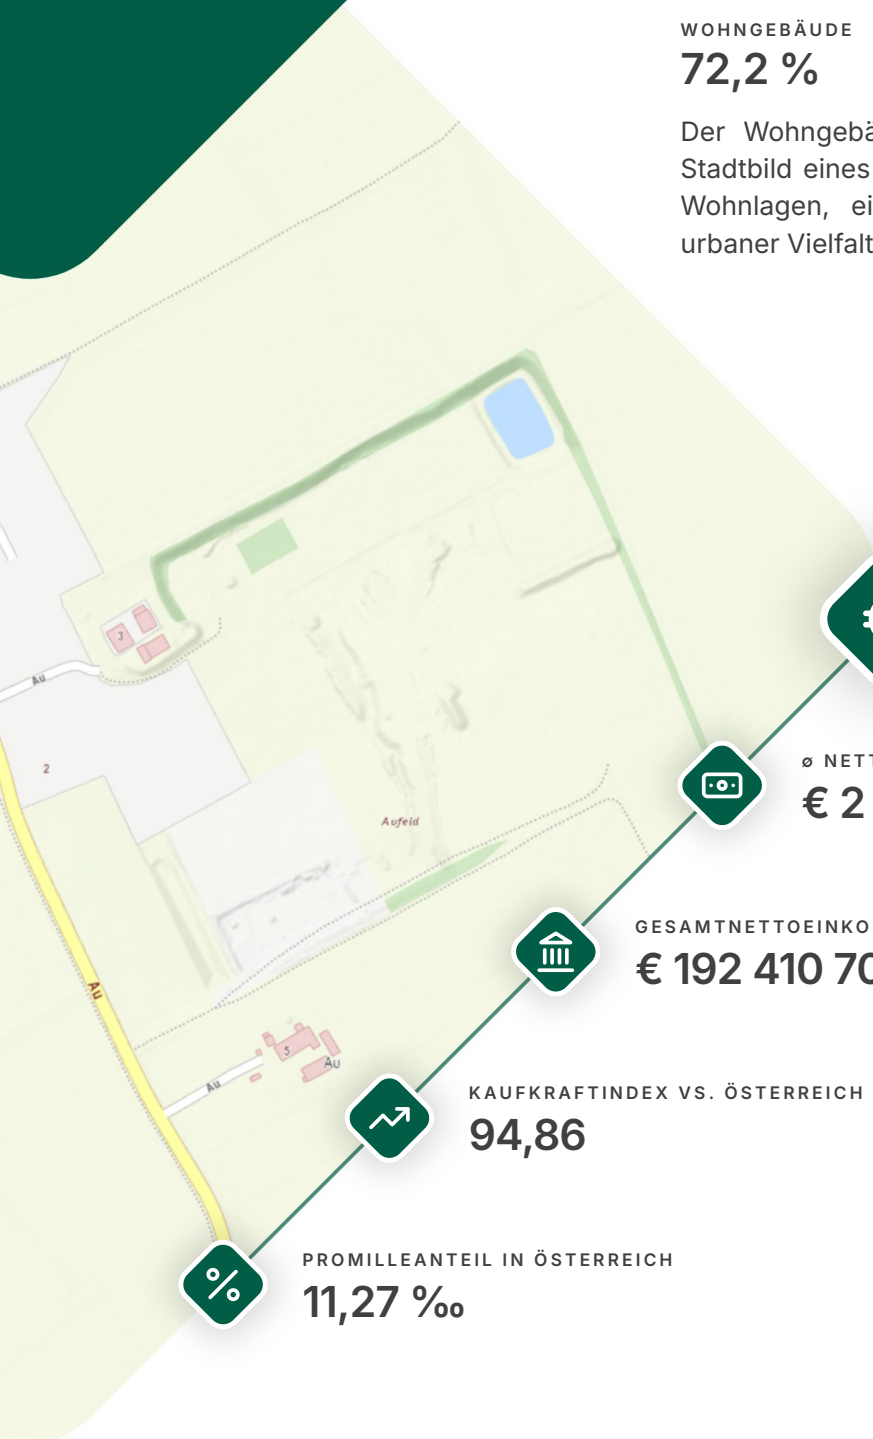 WOHNGEBÄUDE
72,2 %
Der Wohngebä
Stadtbild eines
Wohnlagen, ei
urbaner Vielfalt
3
Au
2
Aufeld
Au
5
Au
Au
ø NETT
€ 2
GESAMTNETTOEINKO
€ 192 410 70
KAUFKRAFTINDEX VS. ÖSTERREICH
94,86
PROMILLEANTEIL IN ÖSTERREICH
11,27 ‰